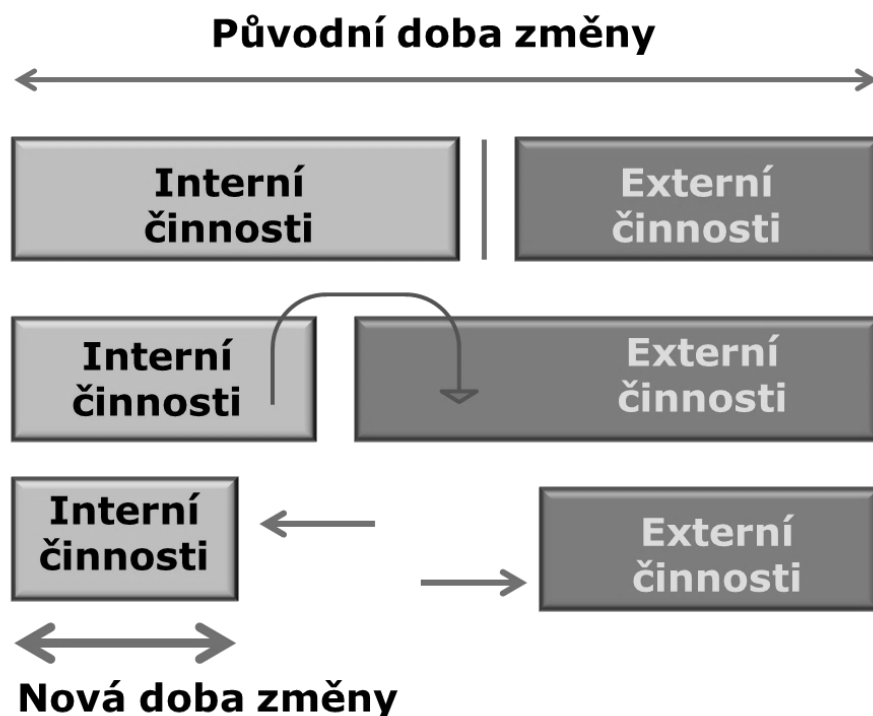 Původní doba změny
Interní
činnosti
Externí
činnosti
Interní
činnosti
Externí
činnosti
Interní
činnosti
Externí
činnosti
Nová doba změny